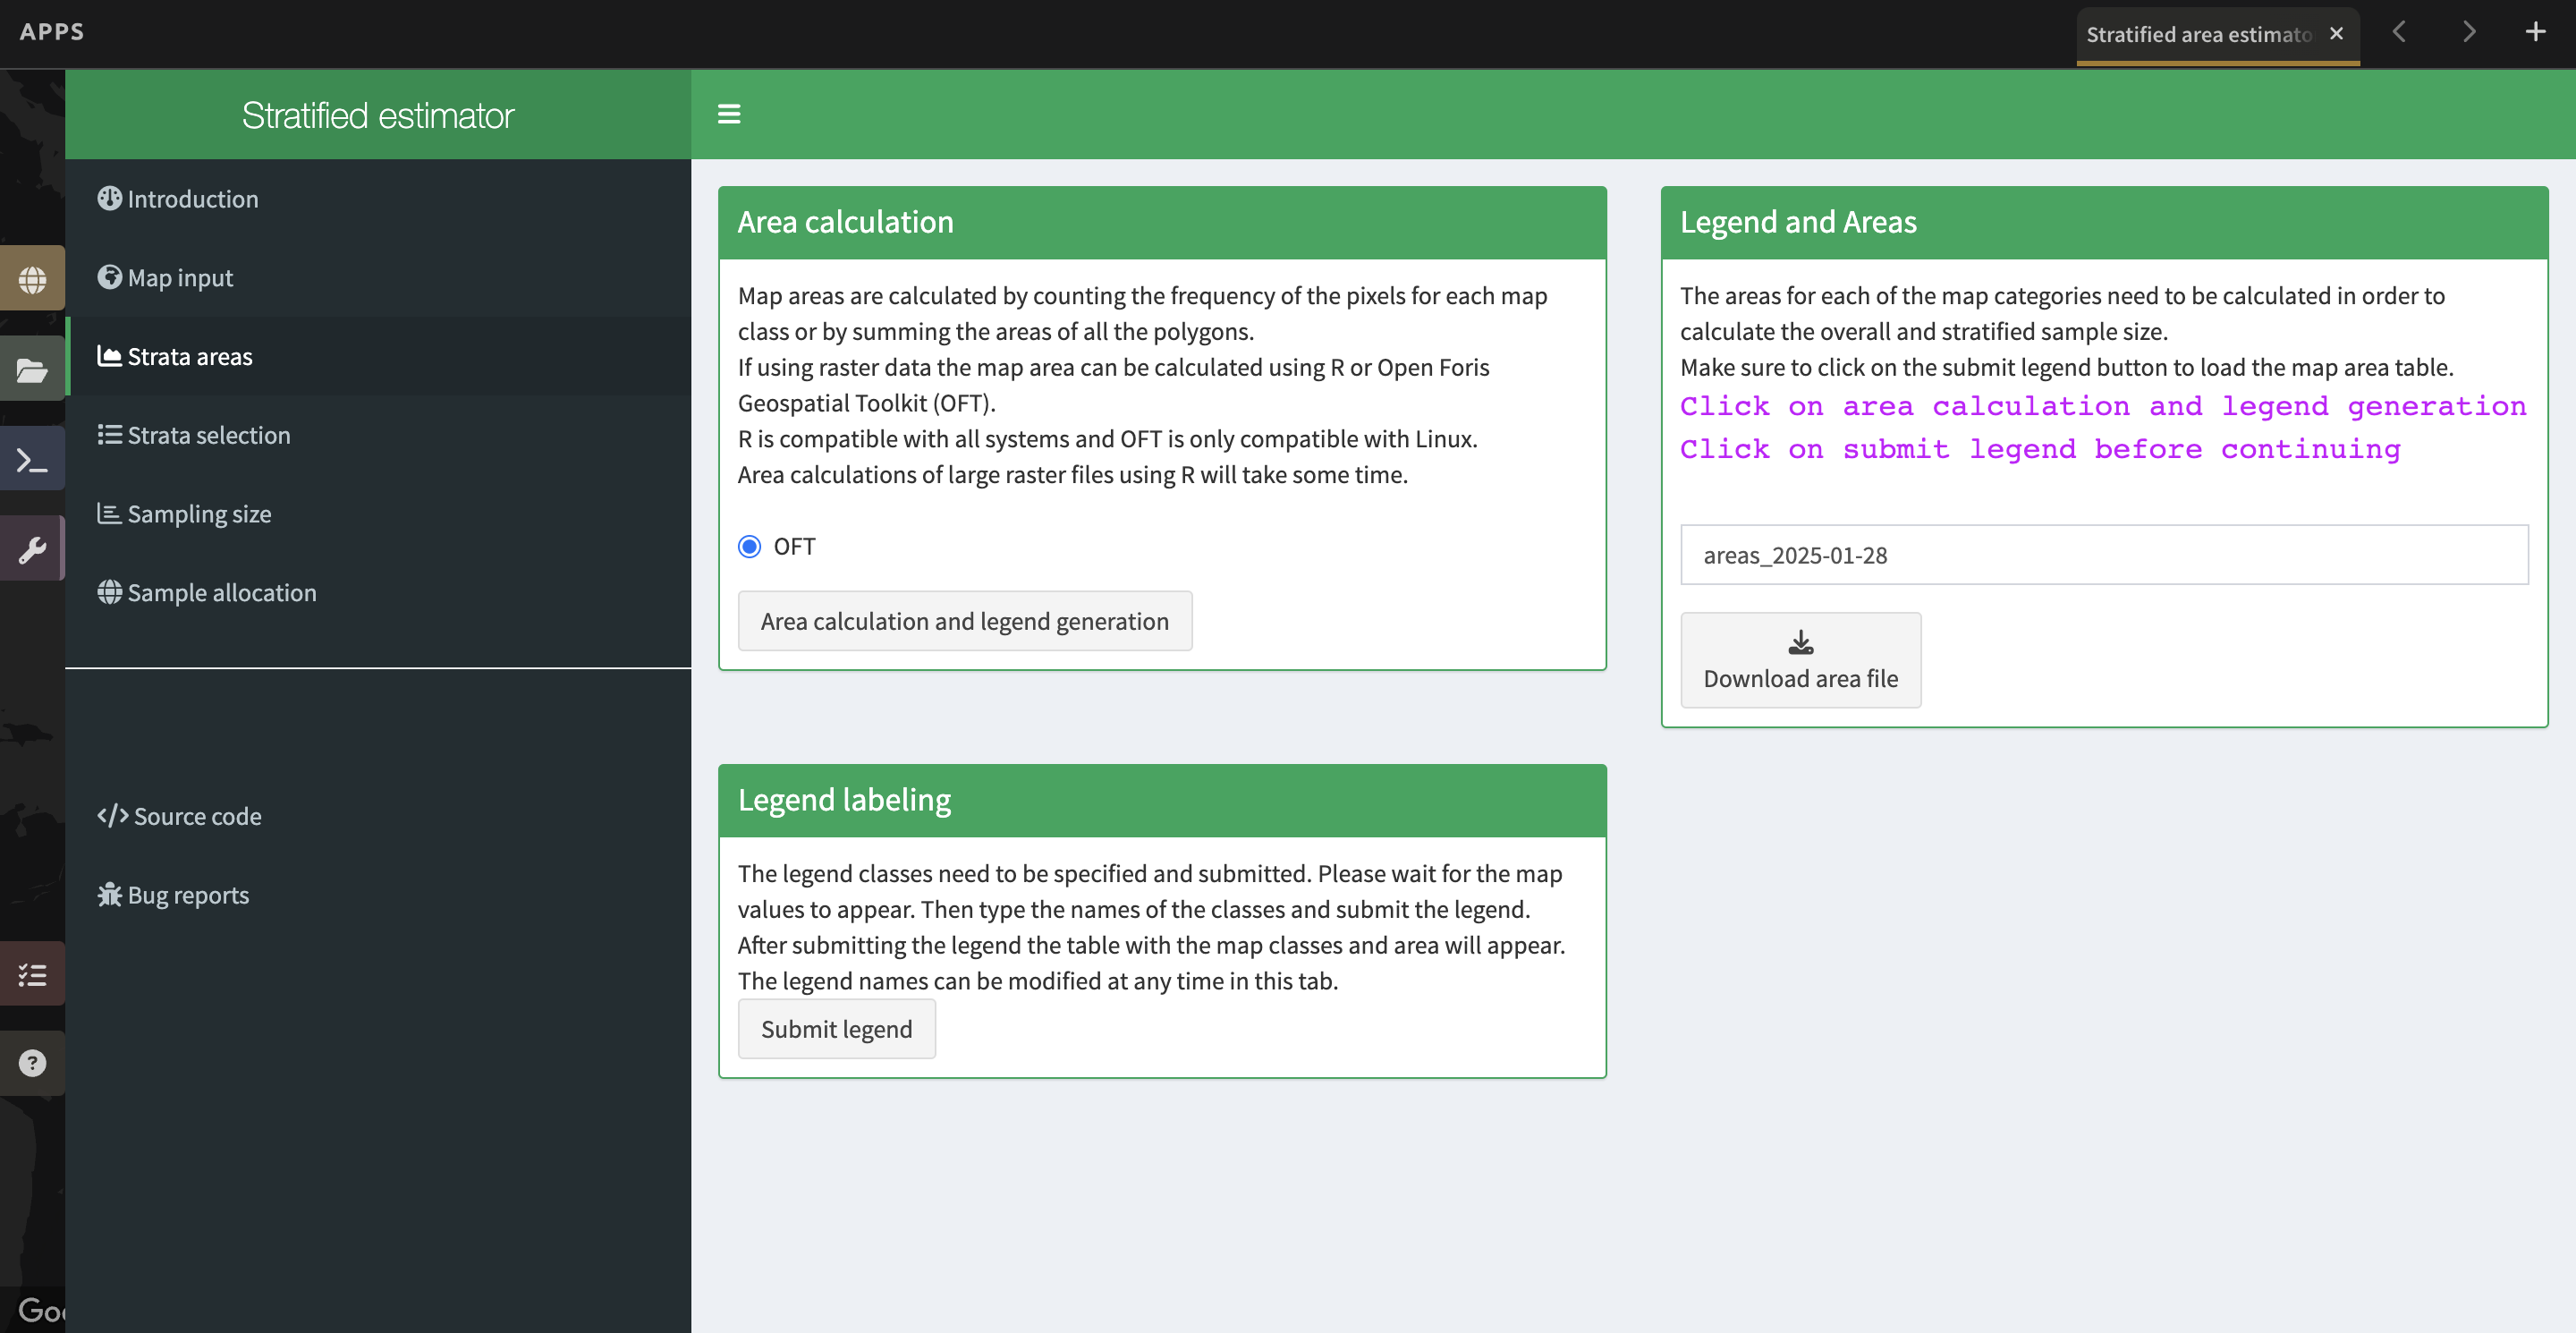 APPS
Stratified area estimato
Stratified estimator
Introduction
Map input
Strata areas
Strata selection
Sampling size
Sample allocation
Source code
Bug reports
Area calculation
Map areas are calculated by counting the frequency of the pixels for each map
class or by summing the areas of all the polygons.
If using raster data the map area can be calculated using R or Open Foris
Geospatial Toolkit (OFT).
R is compatible with all systems and OFT is only compatible with Linux.
Area calculations of large raster files using R will take some time.
OFT
Area calculation and legend generation
Legend and Areas
The areas for each of the map categories need to be calculated in order to
calculate the overall and stratified sample size.
Make sure to click on the submit legend button to load the map area table.
Click on area calculation and legend generation
Click on submit legend before continuing
areas_2025-01-28
Download area file
Legend labeling
The legend classes need to be specified and submitted. Please wait for the map
values to appear. Then type the names of the classes and submit the legend.
After submitting the legend the table with the map classes and area will appear.
The legend names can be modified at any time in this tab.
Submit legend
Goo